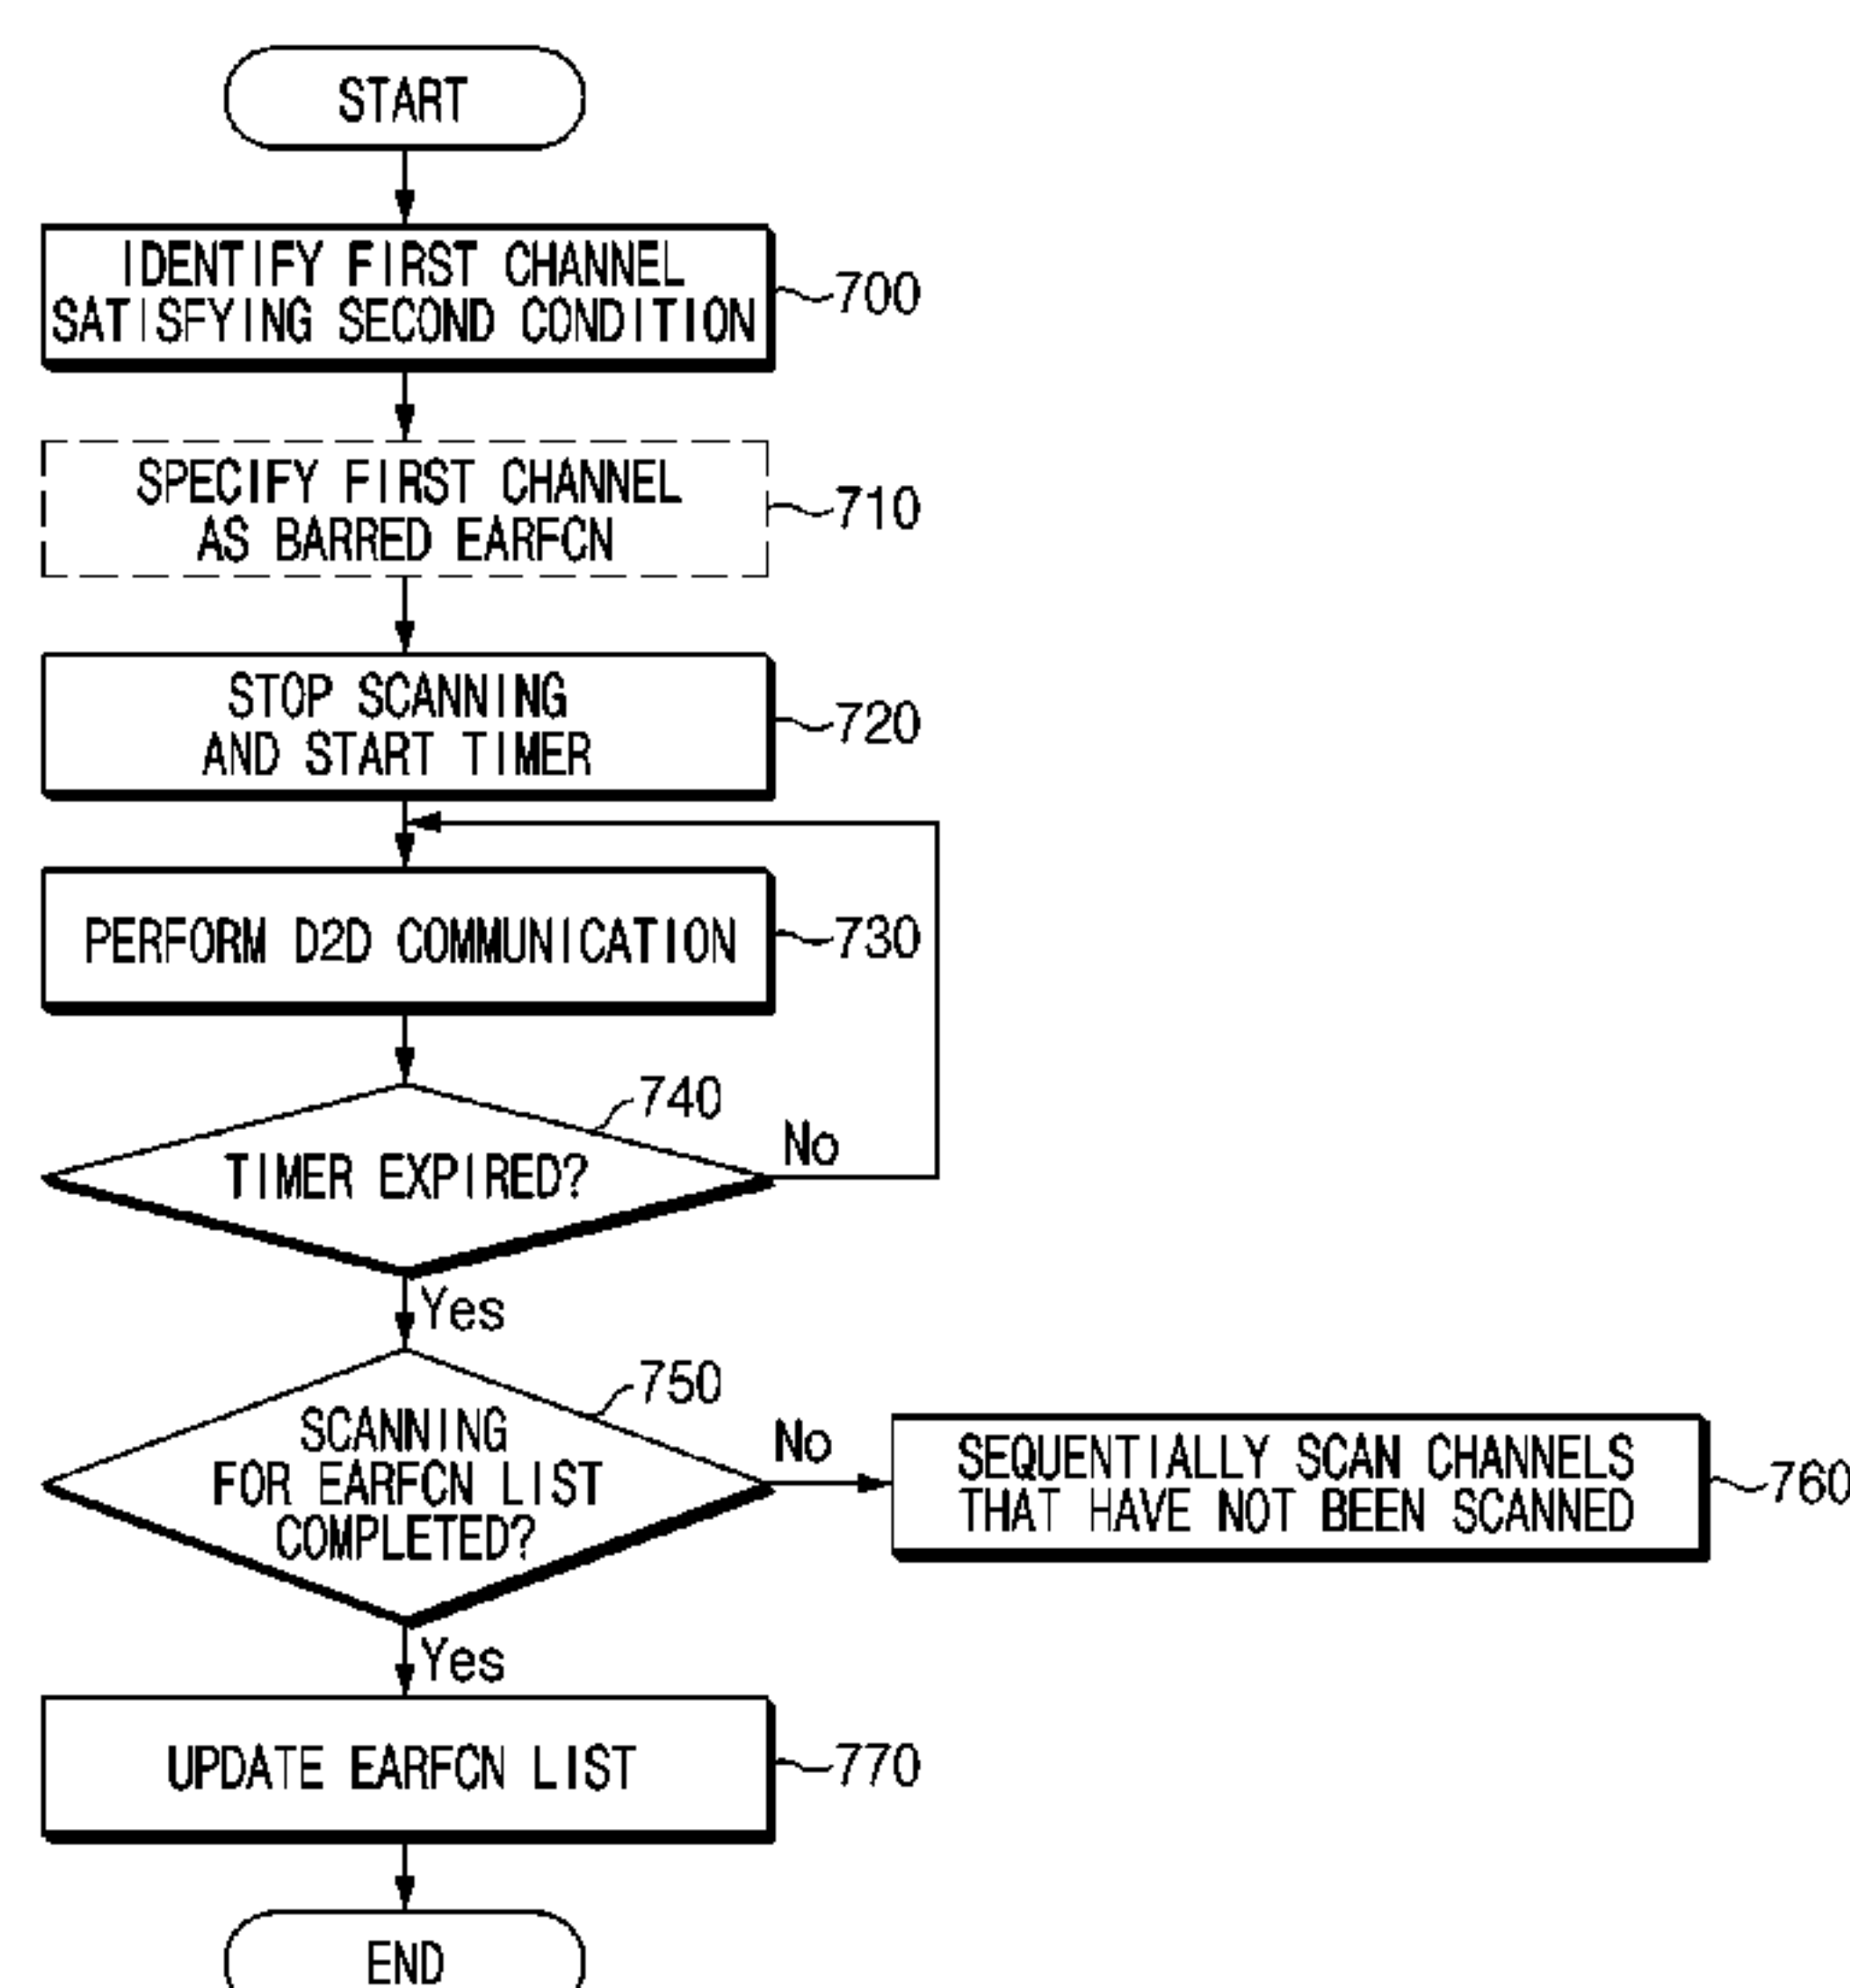 START
IDENTIFY FIRST CHANNEL
SATISFYING SECOND CONDITION
700
SPECIFY FIRST CHANNEL
AS BARRED EARFCN
710
STOP SCANNING
AND START TIMER
720
PERFORM D2D COMMUNICATION
730
740
TIMER EXPIRED?
No
Yes
750
SCANNING
FOR EARFCN LIST
COMPLETED?
No
SEQUENTIALLY SCAN CHANNELS
THAT HAVE NOT BEEN SCANNED
760
Yes
UPDATE EARFCN LIST
770
END